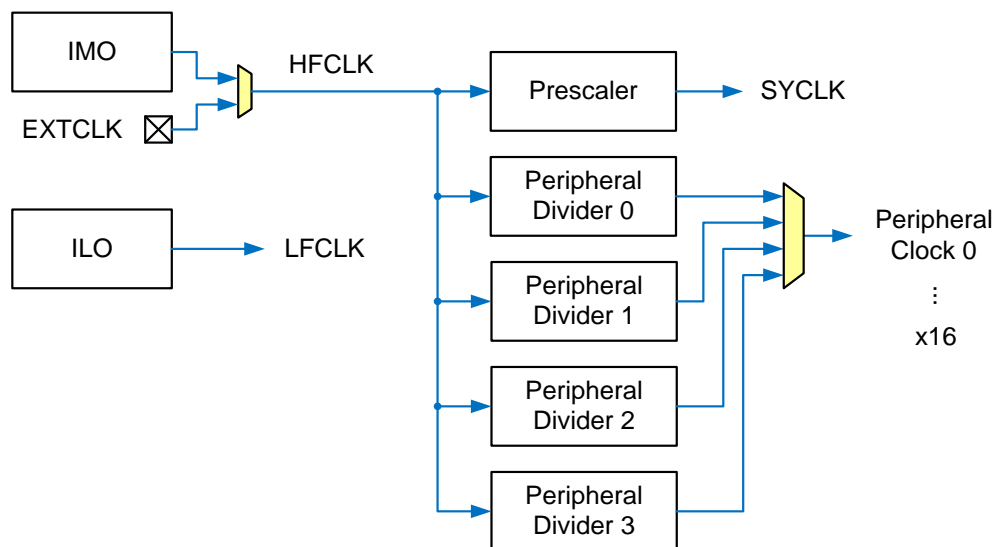 IMO
HFCLK
EXTCLK
Prescaler
SYCLK
ILO
LFCLK
Peripheral
Divider 0
Peripheral
Divider 1
Peripheral
Divider 2
Peripheral
Divider 3
Peripheral
Clock 0
⋮
x16